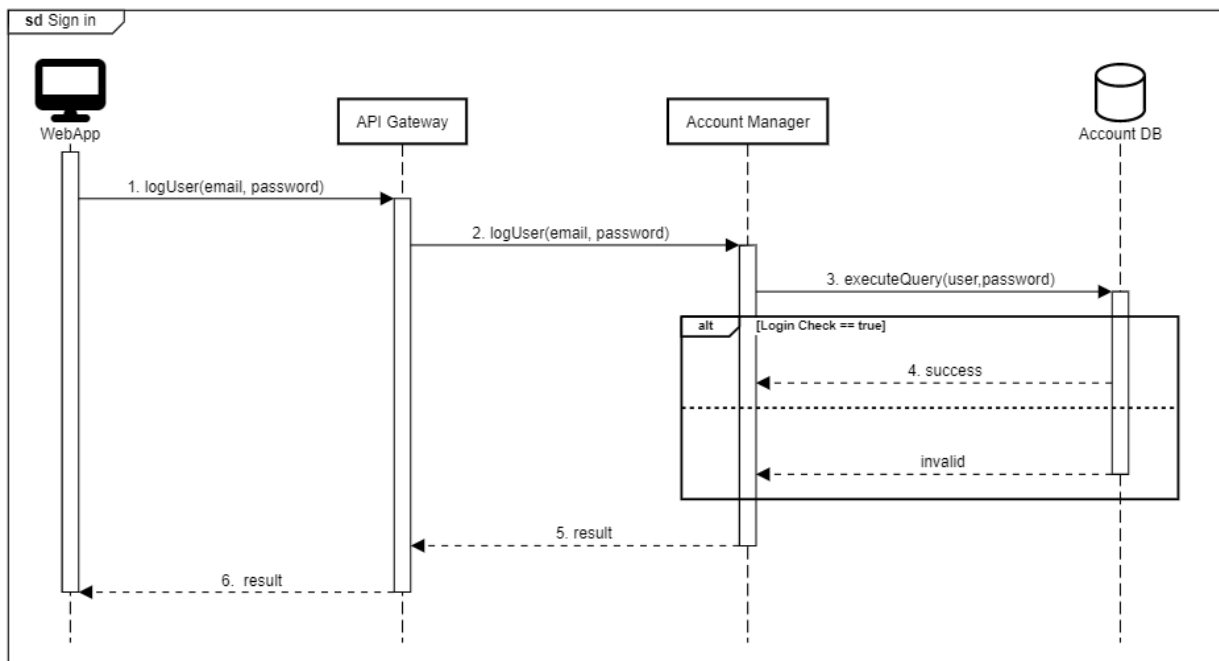 sd Sign in
WebApp
API Gateway
Account Manager
Account DB
1. logUser(email, password)
2. logUser(email, password)
3. executeQuery(user,password)
alt
[Login Check == true]
4. success
invalid
5. result
6. result